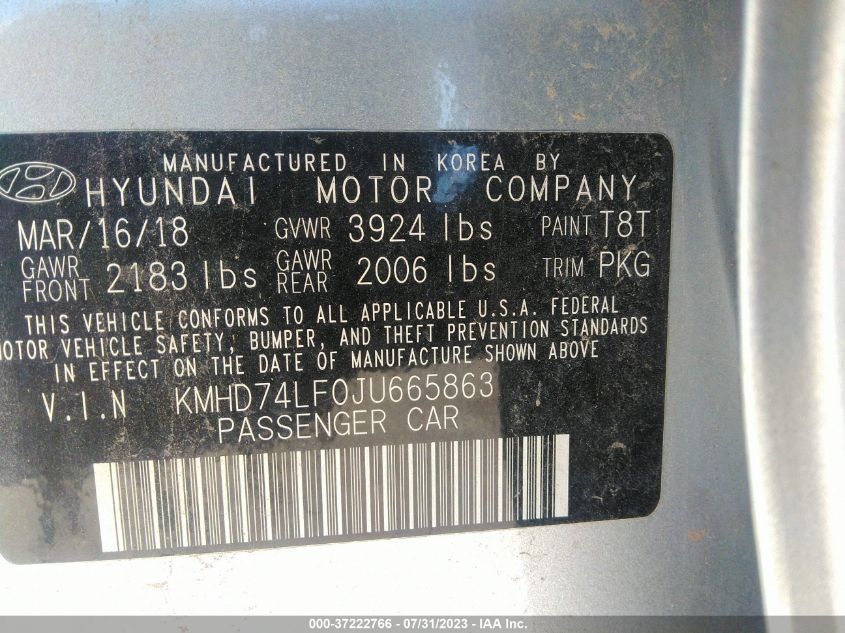 MANUFACTURED IN KOREA BY
HYUNDAI MOTOR COMPANY
MAR/16/18 GVWR 3924 lbs PAINT T8T
GAWR FRONT 2183 lbs GAWR REAR 2006 lbs TRIM PKG
THIS VEHICLE CONFORMS TO ALL APPLICABLE U.S.A. FEDERAL
MOTOR VEHICLE SAFETY, BUMPER, AND THEFT PREVENTION STANDARDS
IN EFFECT ON THE DATE OF MANUFACTURE SHOWN ABOVE
V.I.N KMHD74LF0JU665863
PASSENGER CAR
000-37222766 - 07/31/2023 - IAA Inc.